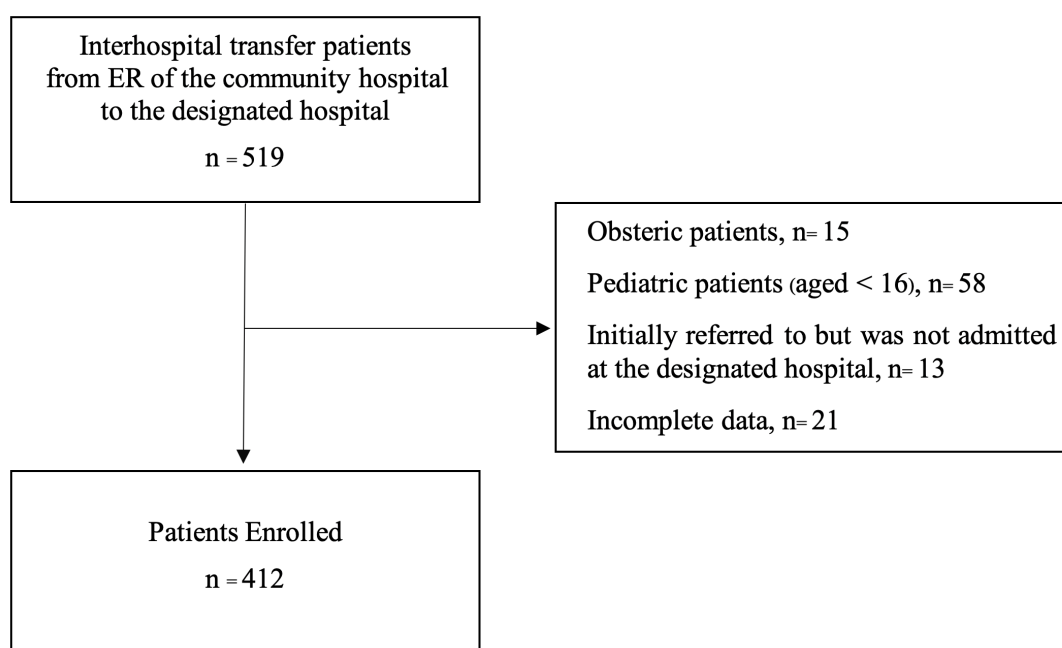 Interhospital transfer patients
from ER of the community hospital
to the designated hospital
n = 519
Obsteric patients, n= 15
Pediatric patients (aged < 16), n= 58
Initially referred to but was not admitted
at the designated hospital, n= 13
Incomplete data, n= 21
Patients Enrolled
n = 412